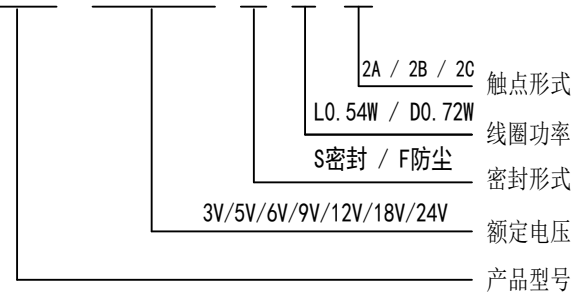 2A / 2B / 2C 触点形式
L0.54W / D0.72W 线圈功率
S密封 / F防尘 密封形式
3V/5V/6V/9V/12V/18V/24V 额定电压
产品型号